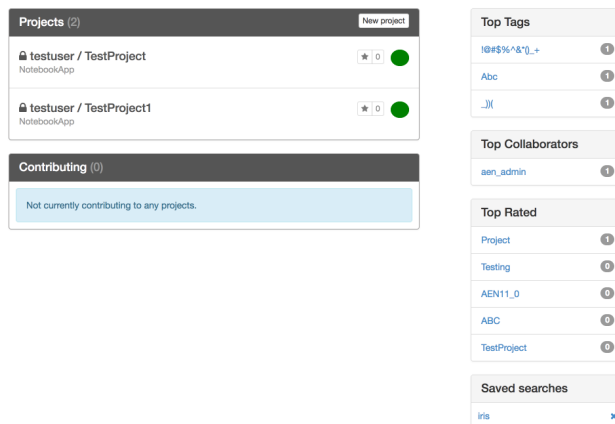 Projects (2) New project
testuser / TestProject 0
NotebookApp
testuser / TestProject1 0
NotebookApp
Contributing (0)
Not currently contributing to any projects.
Top Tags
!@#$%^&*()_+ 1
Abc 1
_))( 1
Top Collaborators
aen_admin 1
Top Rated
Project 1
Testing 0
AEN11_0 0
ABC 0
TestProject 0
Saved searches
iris